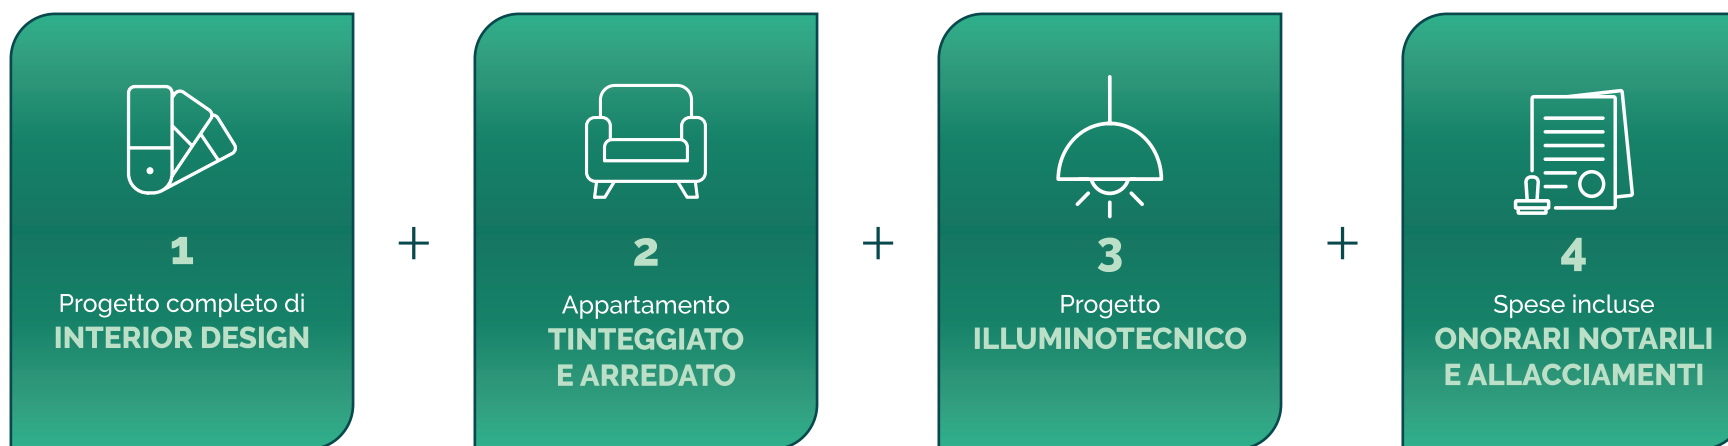 1
Progetto completo di
INTERIOR DESIGN
+
2
Appartamento
TINTEGGIATO
E ARREDATO
+
3
Progetto
ILLUMINOTECNICO
+
4
Spese incluse
ONORARI NOTARILI
E ALLACCIAMENTI